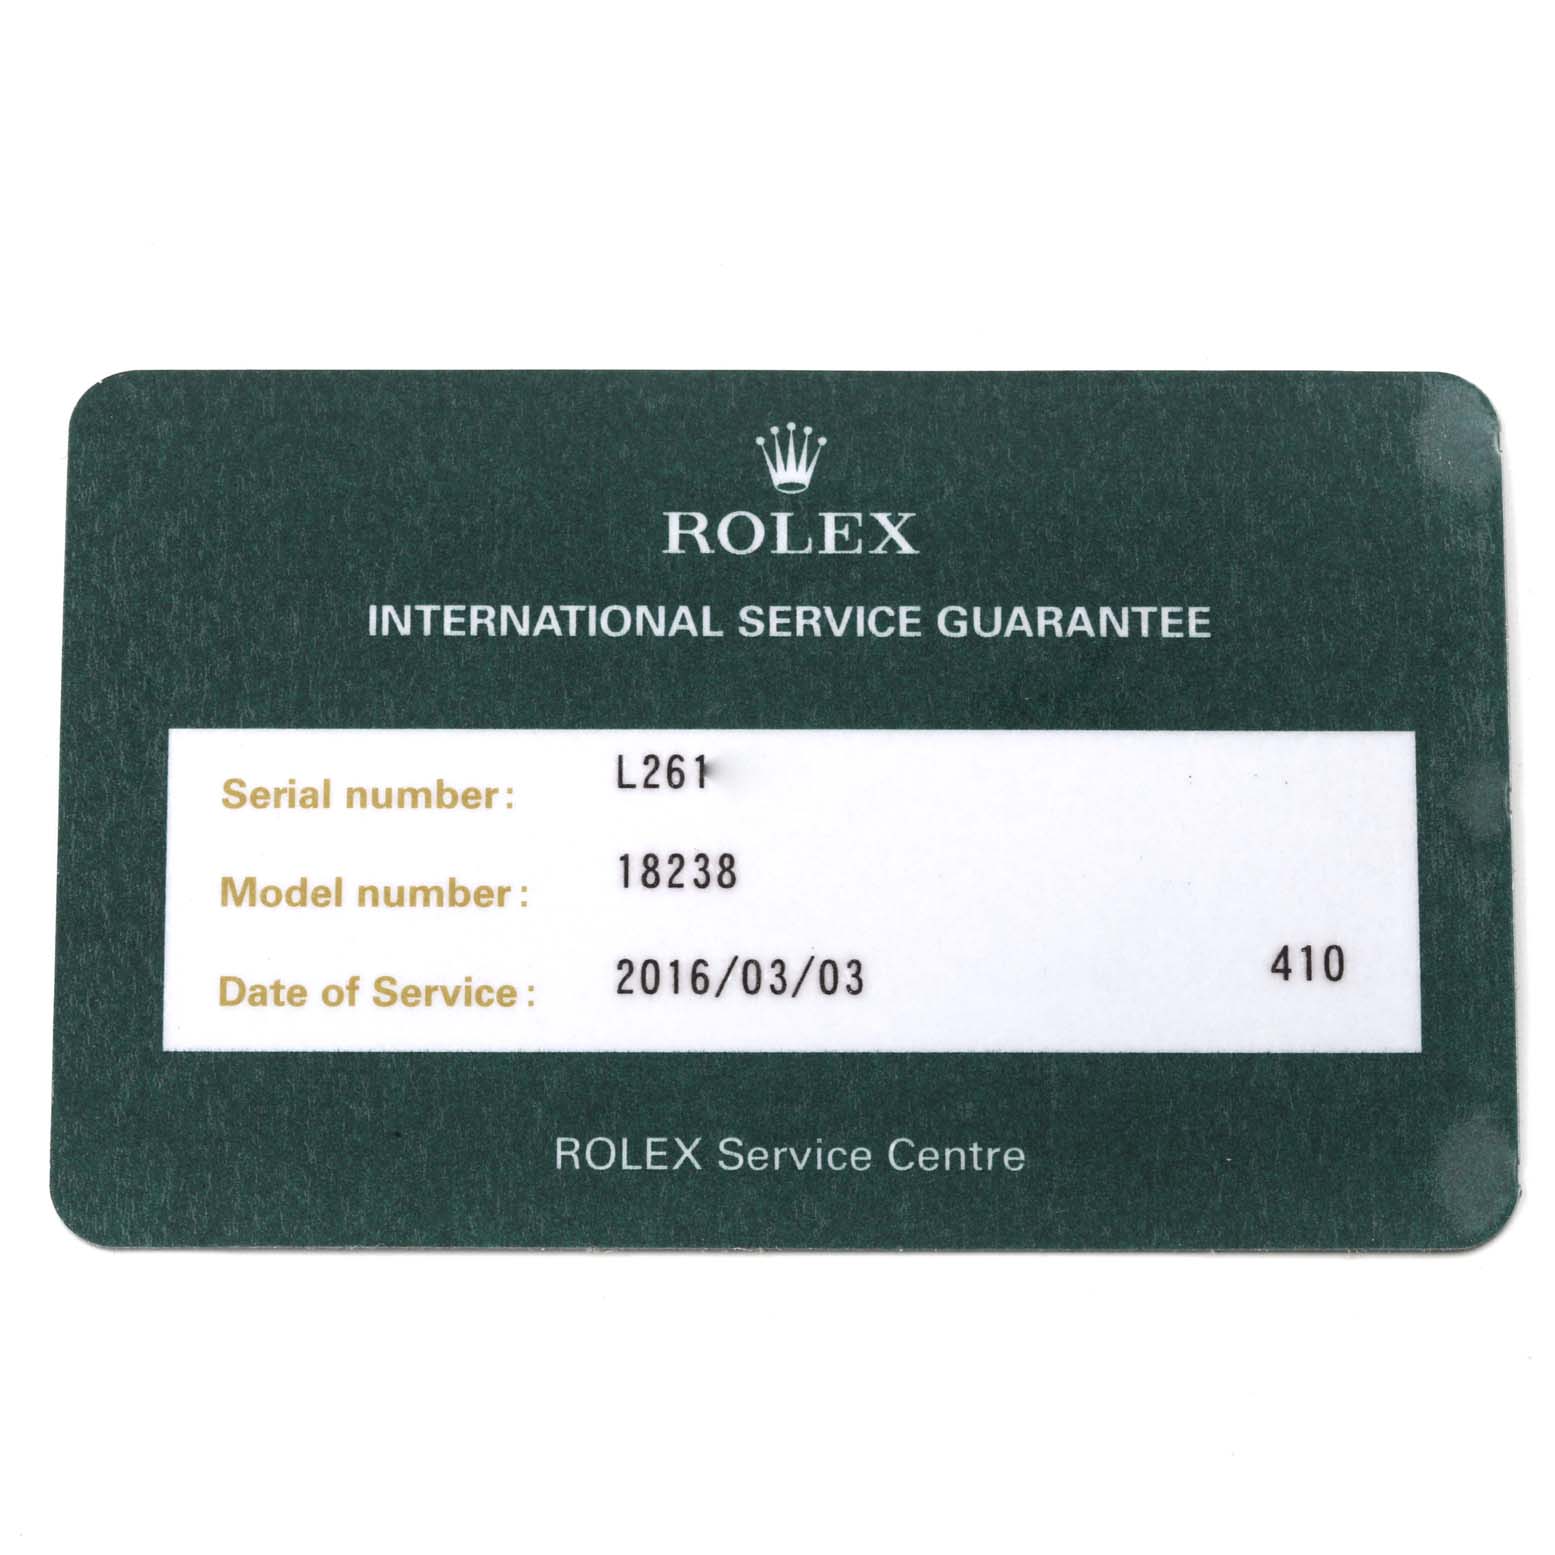 ROLEX
INTERNATIONAL SERVICE GUARANTEE
Serial number: L261
Model number: 18238
Date of Service: 2016/03/03 410
ROLEX Service Centre